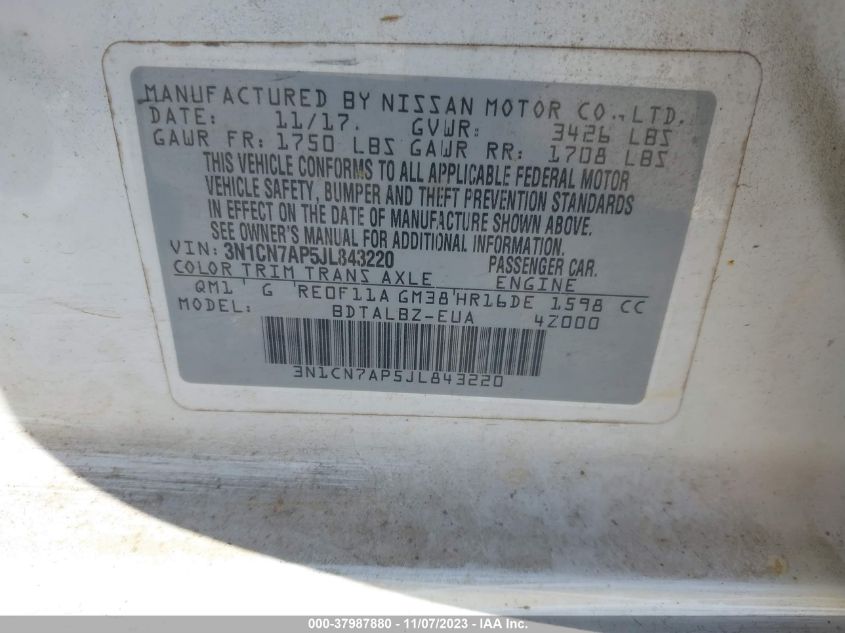 MANUFACTURED BY NISSAN MOTOR CO., LTD.
DATE: 11/17. GVWR: 3426 LBS
GAWR FR: 1750 LBS GAWR RR: 1708 LBS
THIS VEHICLE CONFORMS TO ALL APPLICABLE FEDERAL MOTOR
VEHICLE SAFETY, BUMPER AND THEFT PREVENTION STANDARDS
IN EFFECT ON THE DATE OF MANUFACTURE SHOWN ABOVE.
SEE OWNER'S MANUAL FOR ADDITIONAL INFORMATION.
VIN: 3N1CN7AP5JL843220 PASSENGER CAR.
COLOR TRIM TRANS AXLE ENGINE
QM1 G RE0F11A GM38 HR16DE 1598 CC
MODEL: BDTALBZ-EUA 4Z000
3N1CN7AP5JL843220
000-37987880 - 11/07/2023 - IAA Inc.